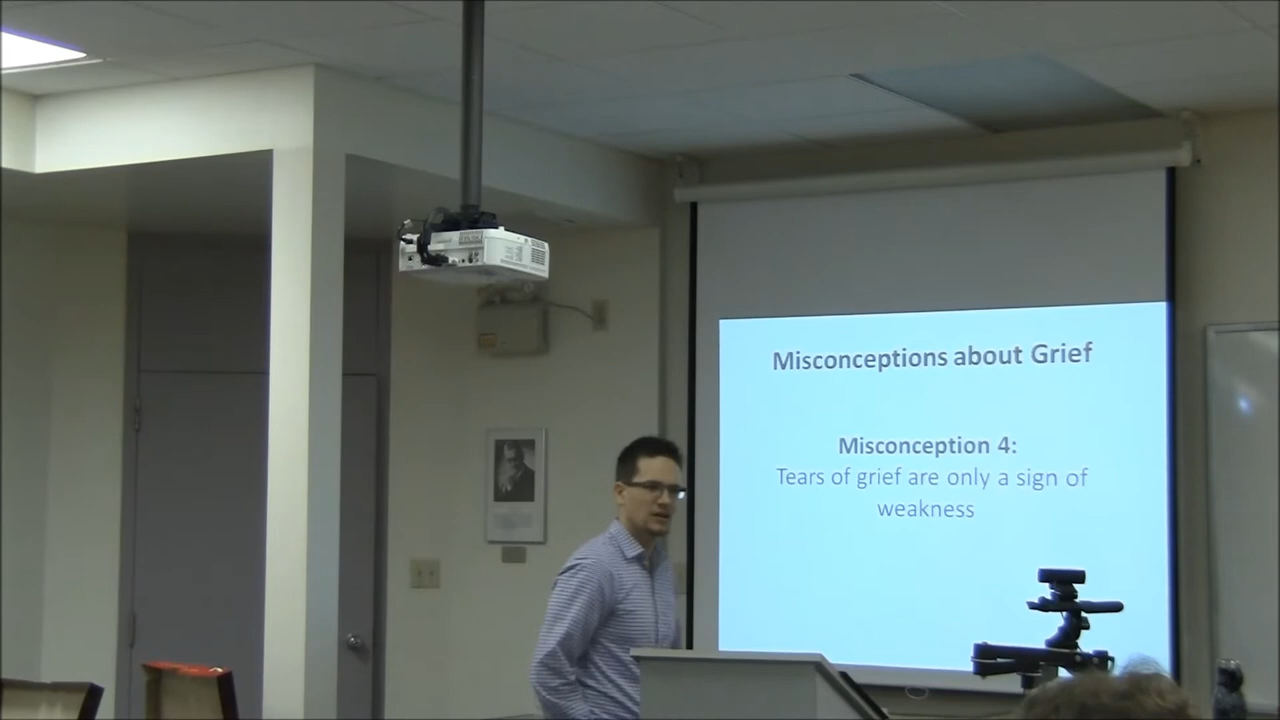 Misconceptions about Grief
Misconception 4:
Tears of grief are only a sign of
weakness